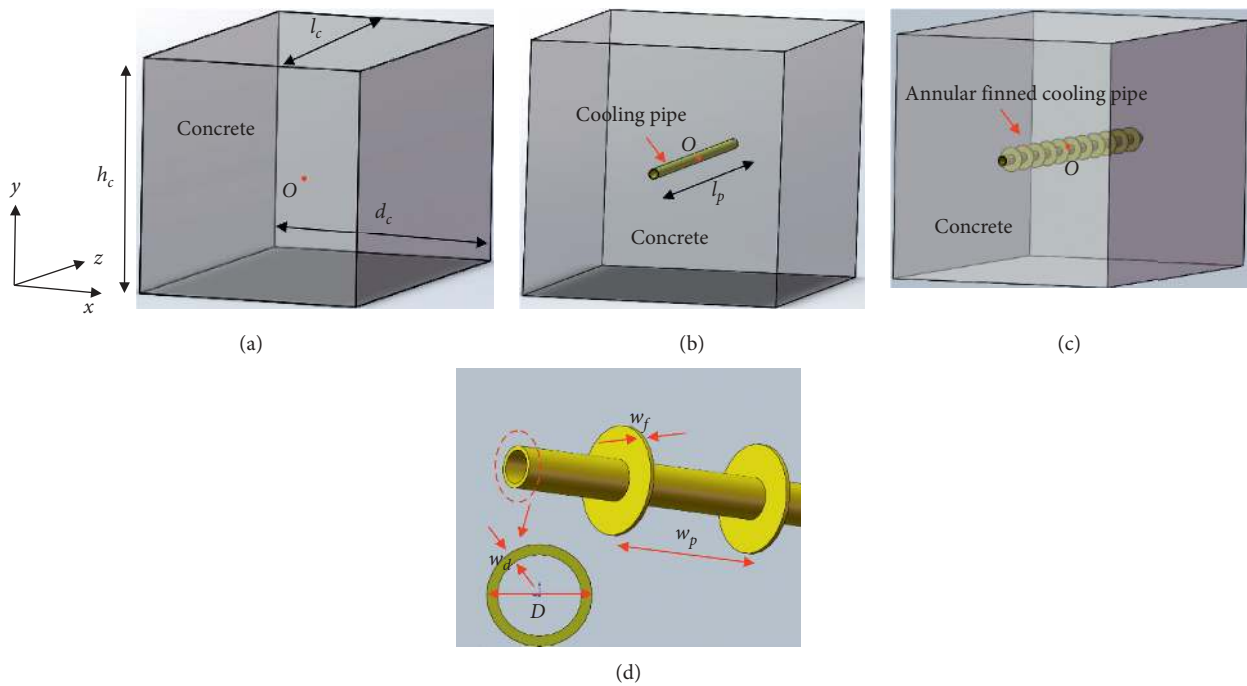 l_c
Concrete
h_c
O
d_c
y
z
x
(a)
Cooling pipe
O
l_p
Concrete
(b)
Annular finned cooling pipe
O
Concrete
(c)
w_f
w_p
w_d
D
(d)